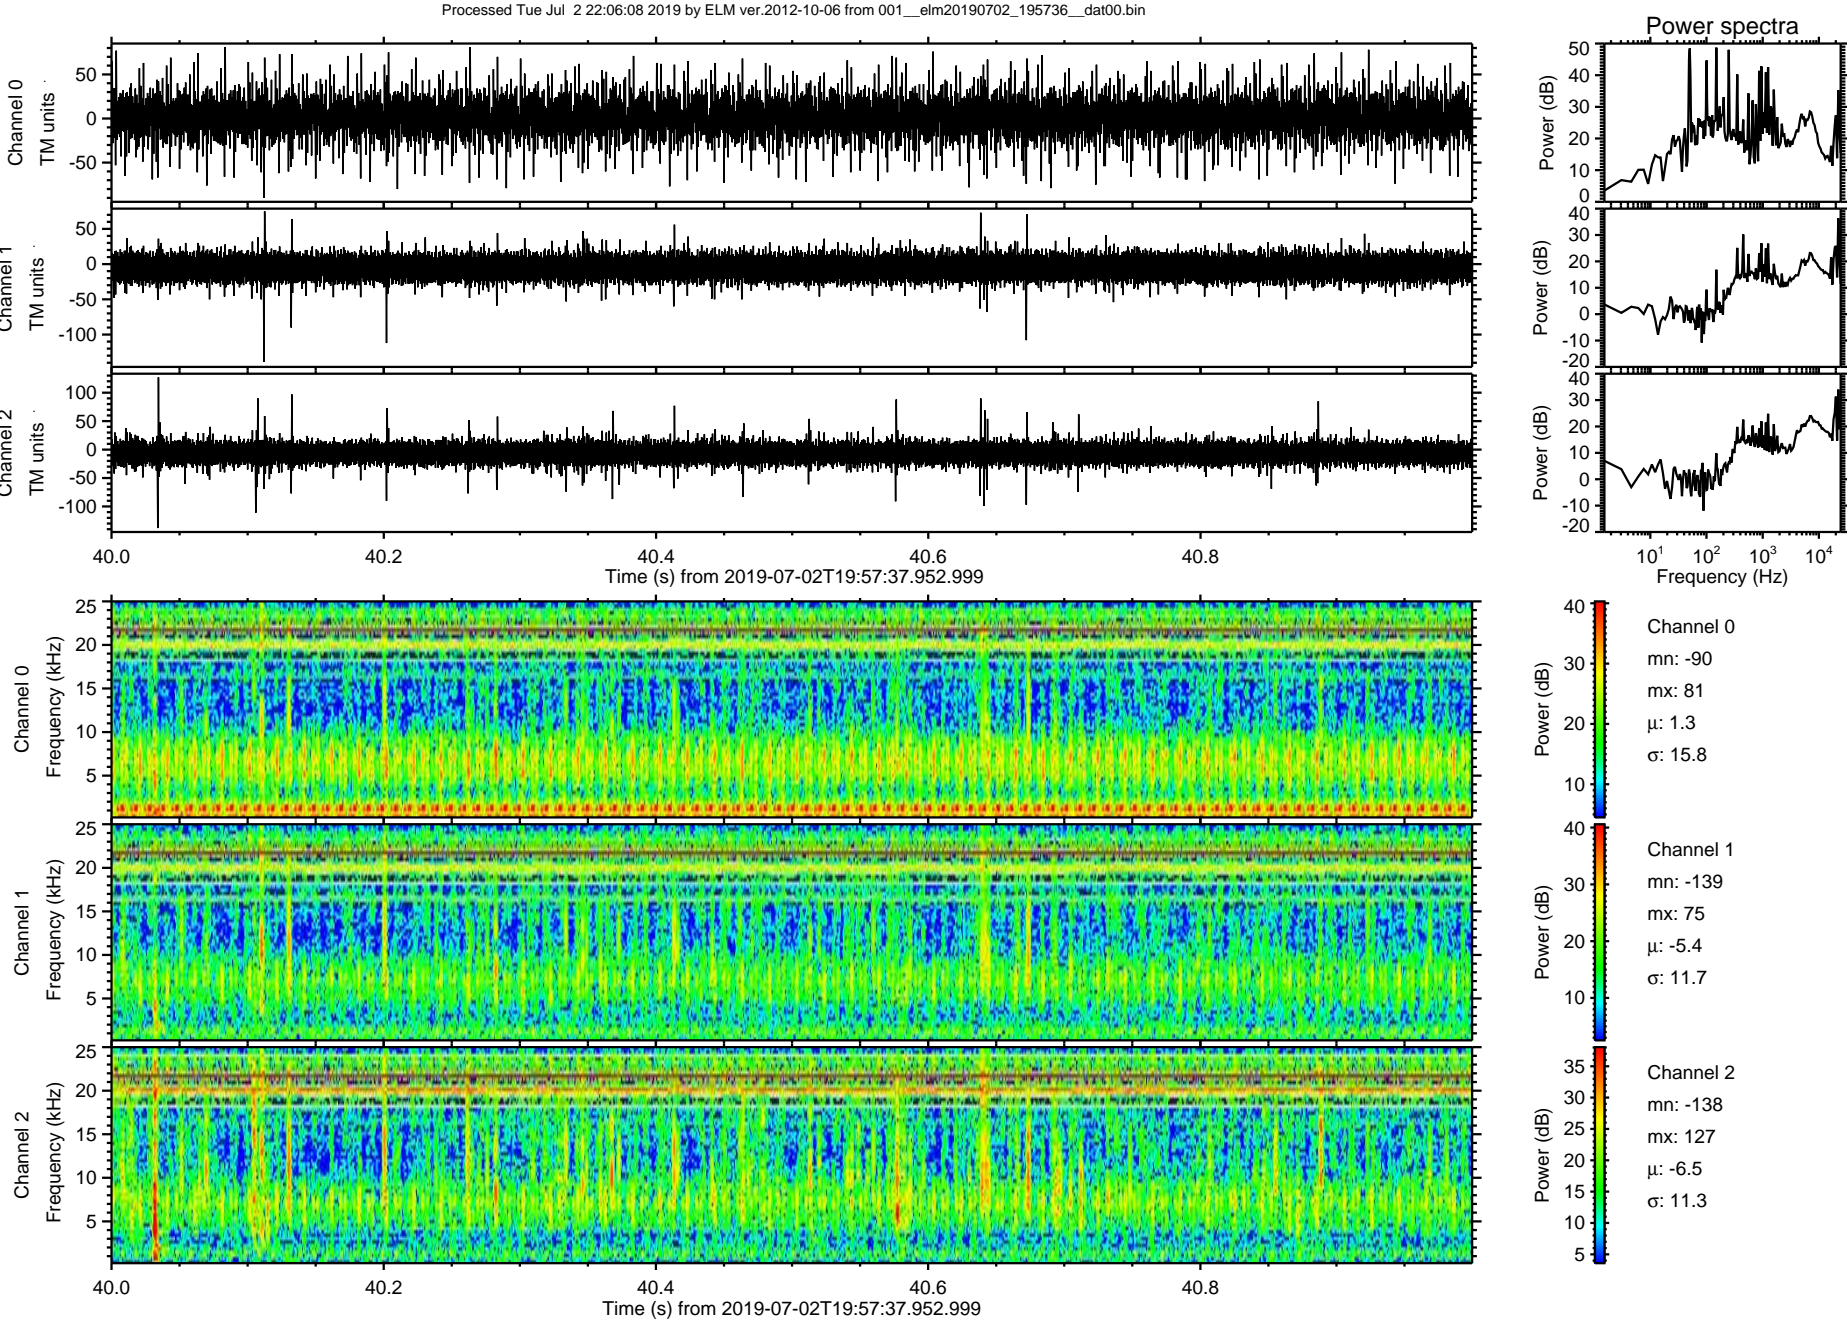 Processed Tue Jul 2 22:06:08 2019 by ELM ver.2012-10-06 from 001__elm20190702_195736__dat00.bin
Power spectra
Channel 0
TM units
50
0
-50
Power (dB)
50
40
30
20
10
0
Channel 1
TM units
50
0
-50
-100
Power (dB)
40
30
20
10
0
-10
-20
Channel 2
TM units
100
50
0
-50
-100
Power (dB)
40
30
20
10
0
-10
-20
40.0 40.2 40.4 40.6 40.8
Time (s) from 2019-07-02T19:57:37.952.999
10^1 10^2 10^3 10^4
Frequency (Hz)
Channel 0
Frequency (kHz)
25
20
15
10
5
Power (dB)
40
30
20
10
Channel 0
mn: -90
mx: 81
μ: 1.3
σ: 15.8
Channel 1
Frequency (kHz)
25
20
15
10
5
Power (dB)
40
30
20
10
Channel 1
mn: -139
mx: 75
μ: -5.4
σ: 11.7
Channel 2
Frequency (kHz)
25
20
15
10
5
Power (dB)
35
30
25
20
15
10
5
Channel 2
mn: -138
mx: 127
μ: -6.5
σ: 11.3
40.0 40.2 40.4 40.6 40.8
Time (s) from 2019-07-02T19:57:37.952.999